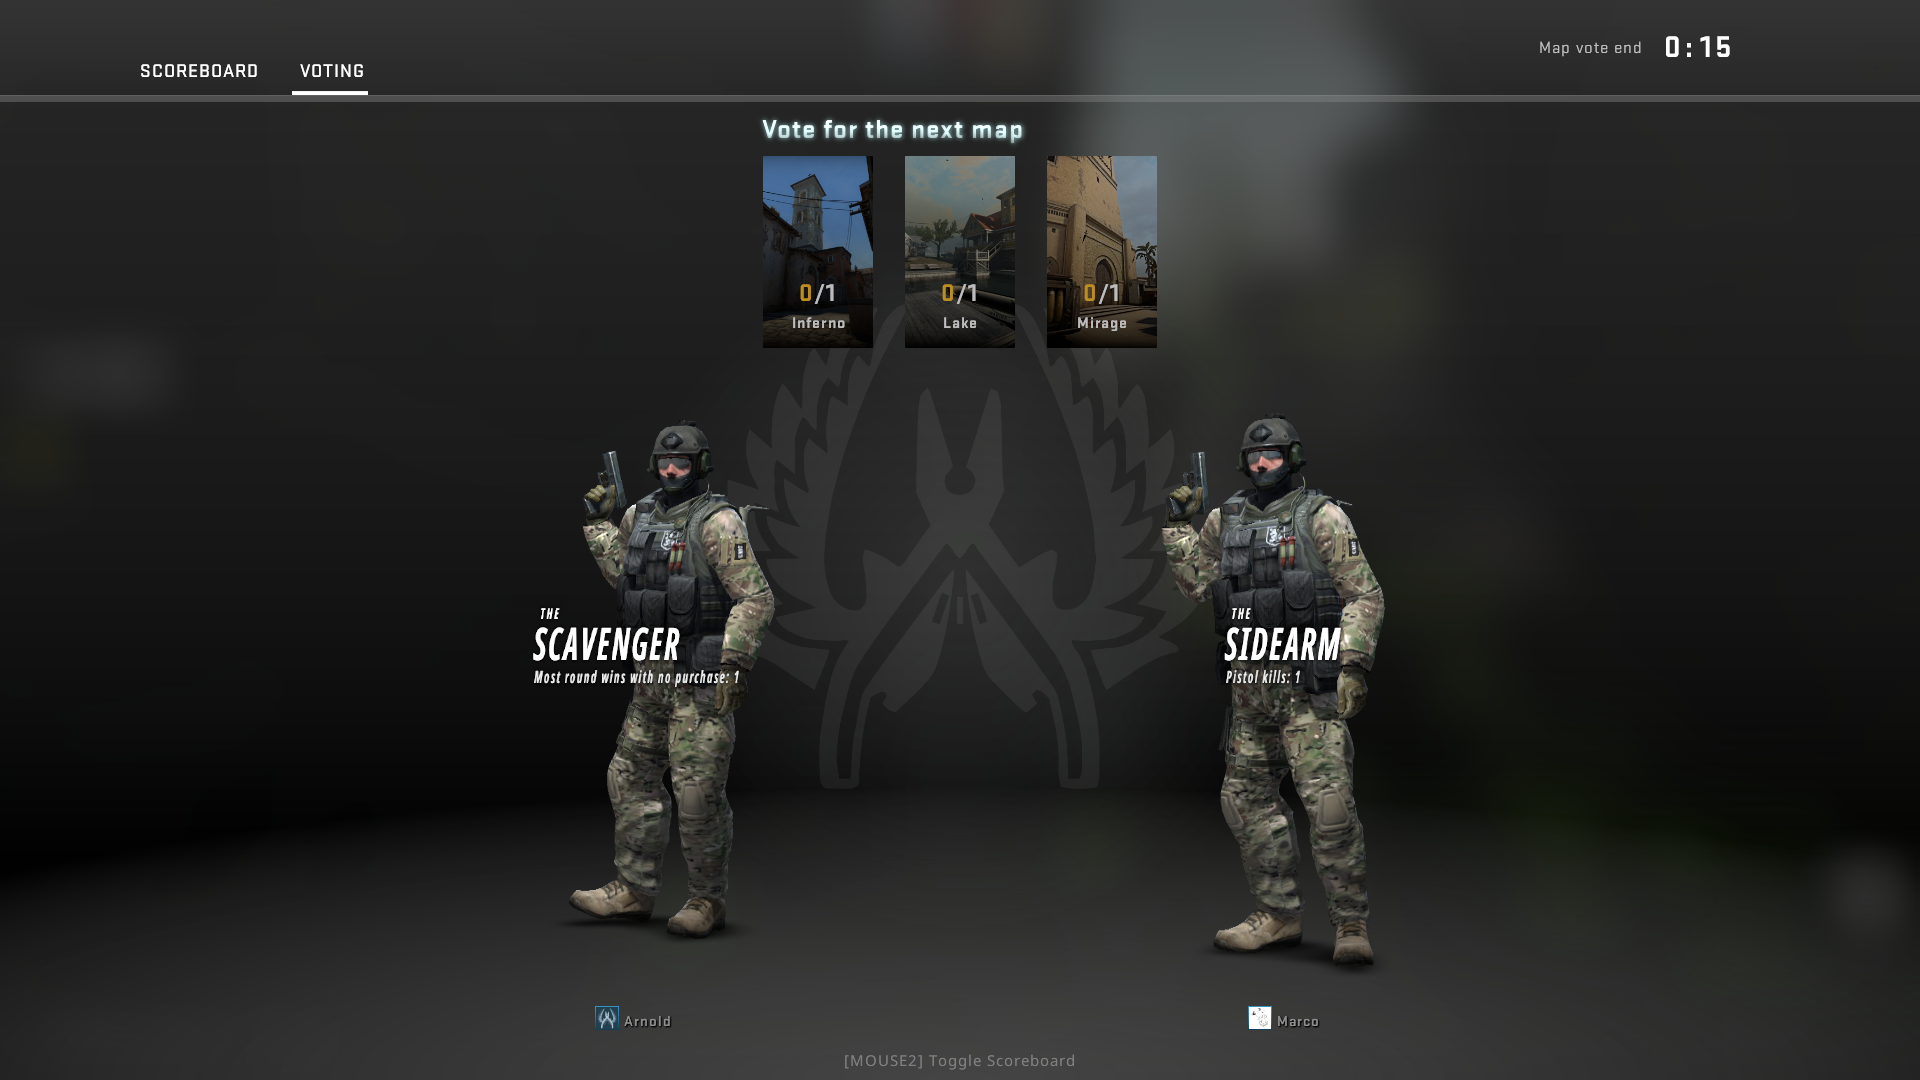 SCOREBOARD
VOTING
Map vote end 0:15
Vote for the next map
0/1
Inferno
0/1
Lake
0/1
Mirage
THE
SCAVENGER
Most round wins with no purchase: 1
THE
SIDEARM
Pistol kills: 1
Arnold
Marco
[MOUSE2] Toggle Scoreboard